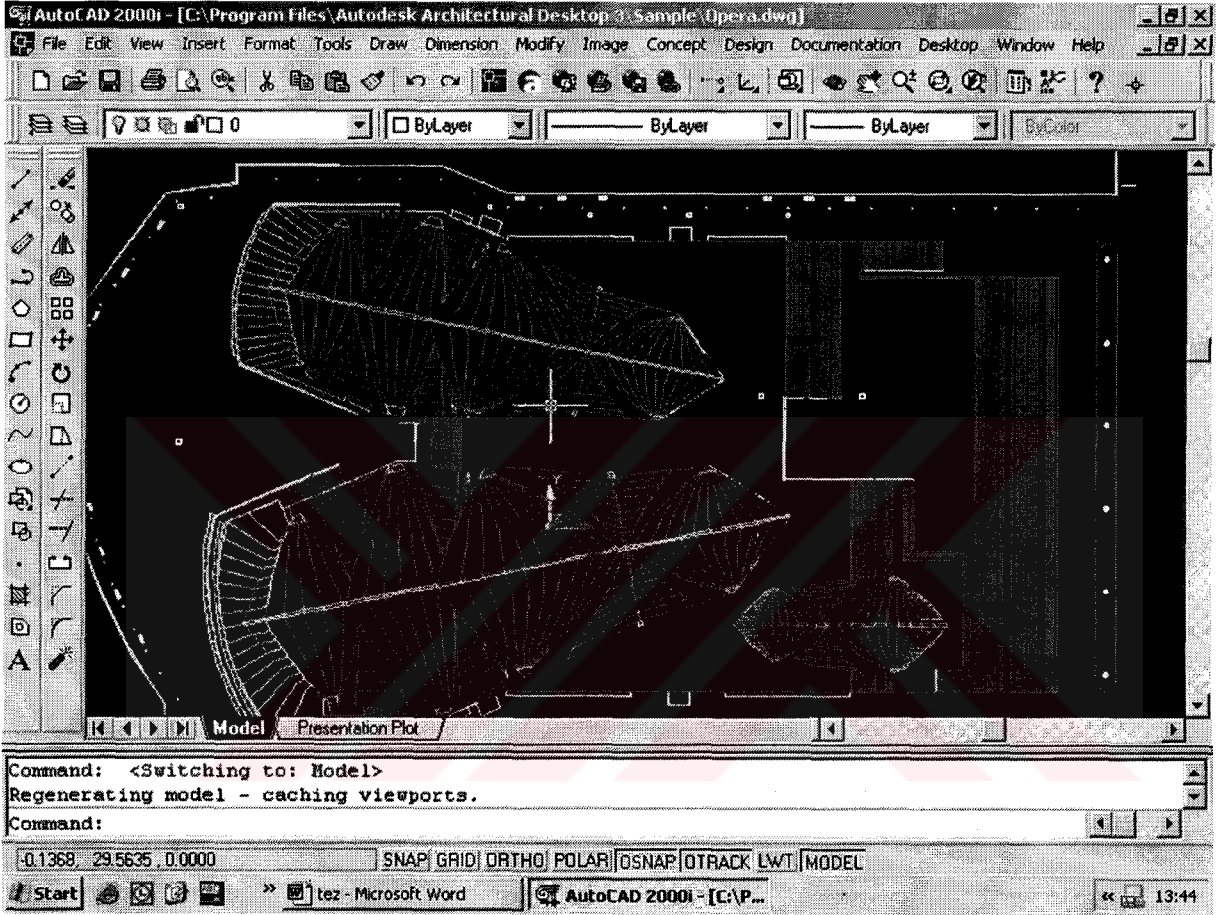 AutoCAD 2000i - [C:\Program Files\Autodesk Architectural Desktop 3\Sample\Opera.dwg]
File Edit View Insert Format Tools Draw Dimension Modify Image Concept Design Documentation Desktop Window Help
0 ByLayer ByLayer ByLayer ByColor
Y
A
Model Presentation Plot
Command: <Switching to: Model>
Regenerating model - caching viewports.
Command:
-0.1368, 29.5635, 0.0000 SNAP GRID ORTHO POLAR OSNAP OTRACK LWT MODEL
Start » tez - Microsoft Word AutoCAD 2000i - [C:\P... « 13:44